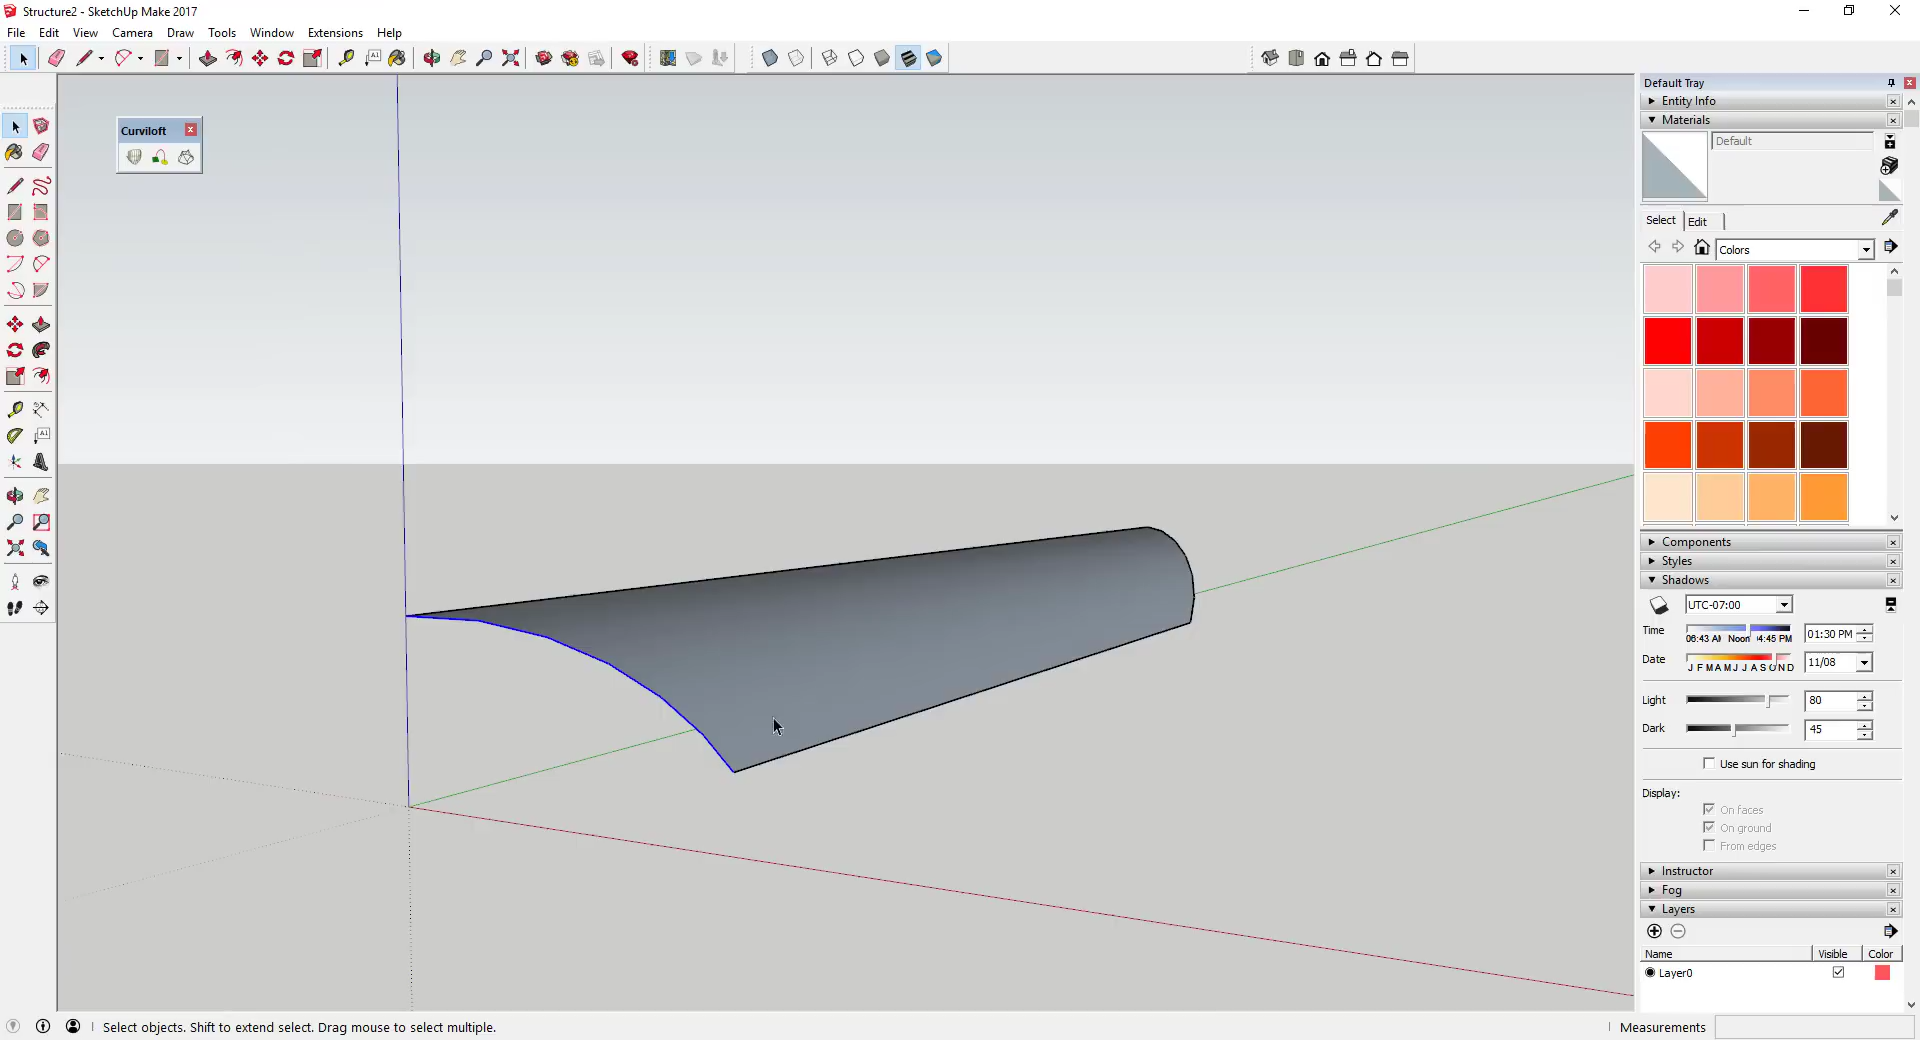 Structure2 - SketchUp Make 2017
File Edit View Camera Draw Tools Window Extensions Help
Curviloft
Default Tray
Entity Info
Materials
Default
Select Edit
Colors
Components
Styles
Shadows
UTC-07:00
Time 06:43 AM Noon 04:45 PM 01:30 PM
Date J F M A M J J A S O N D 11/08
Light 80
Dark 45
Use sun for shading
Display:
On faces
On ground
From edges
Instructor
Fog
Layers
Name Visible Color
Layer0
Select objects. Shift to extend select. Drag mouse to select multiple.
Measurements